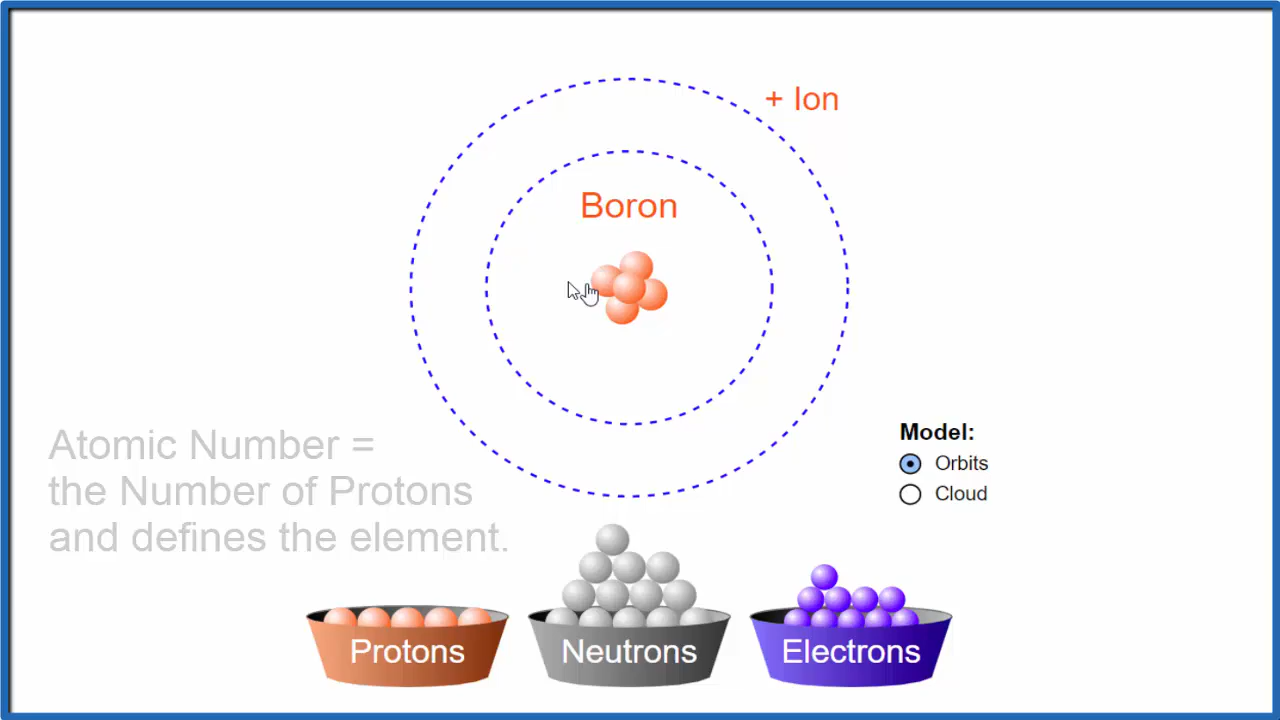 + Ion
Boron
Model:
Orbits
Cloud
Atomic Number =
the Number of Protons
and defines the element.
Protons
Neutrons
Electrons